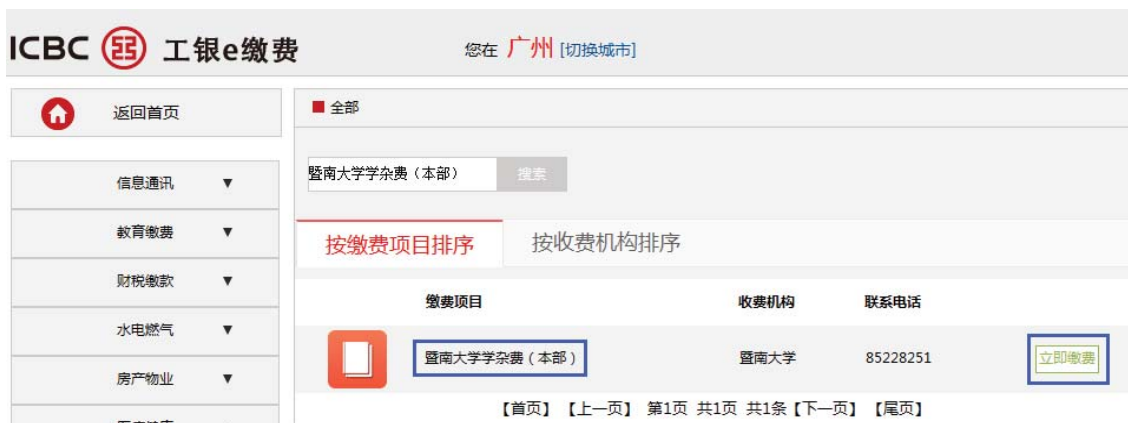 ICBC 工银e缴费 您在 广州 [切换城市]
返回首页
全部
暨南大学学杂费（本部） 搜索
信息通讯 ▼
教育缴费 ▼
财税缴款 ▼
水电燃气 ▼
房产物业 ▼
按缴费项目排序 按收费机构排序
缴费项目 收费机构 联系电话
暨南大学学杂费（本部） 暨南大学 85228251 立即缴费
【首页】 【上一页】 第1页 共1页 共1条【下一页】 【尾页】